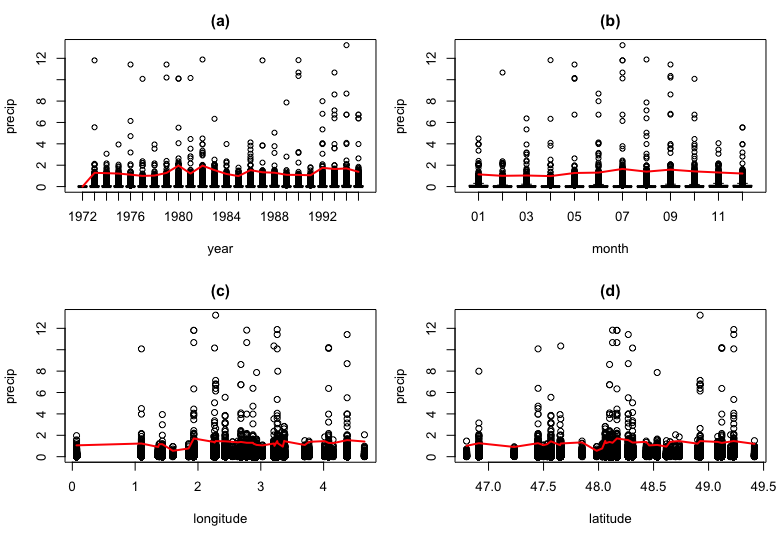 (a)
precip
0 2 4 6 8 12
1972 1976 1980 1984 1988 1992
year
(b)
precip
0 2 4 6 8 12
01 03 05 07 09 11
month
(c)
precip
0 2 4 6 8 12
0 1 2 3 4
longitude
(d)
precip
0 2 4 6 8 12
47.0 47.5 48.0 48.5 49.0 49.5
latitude